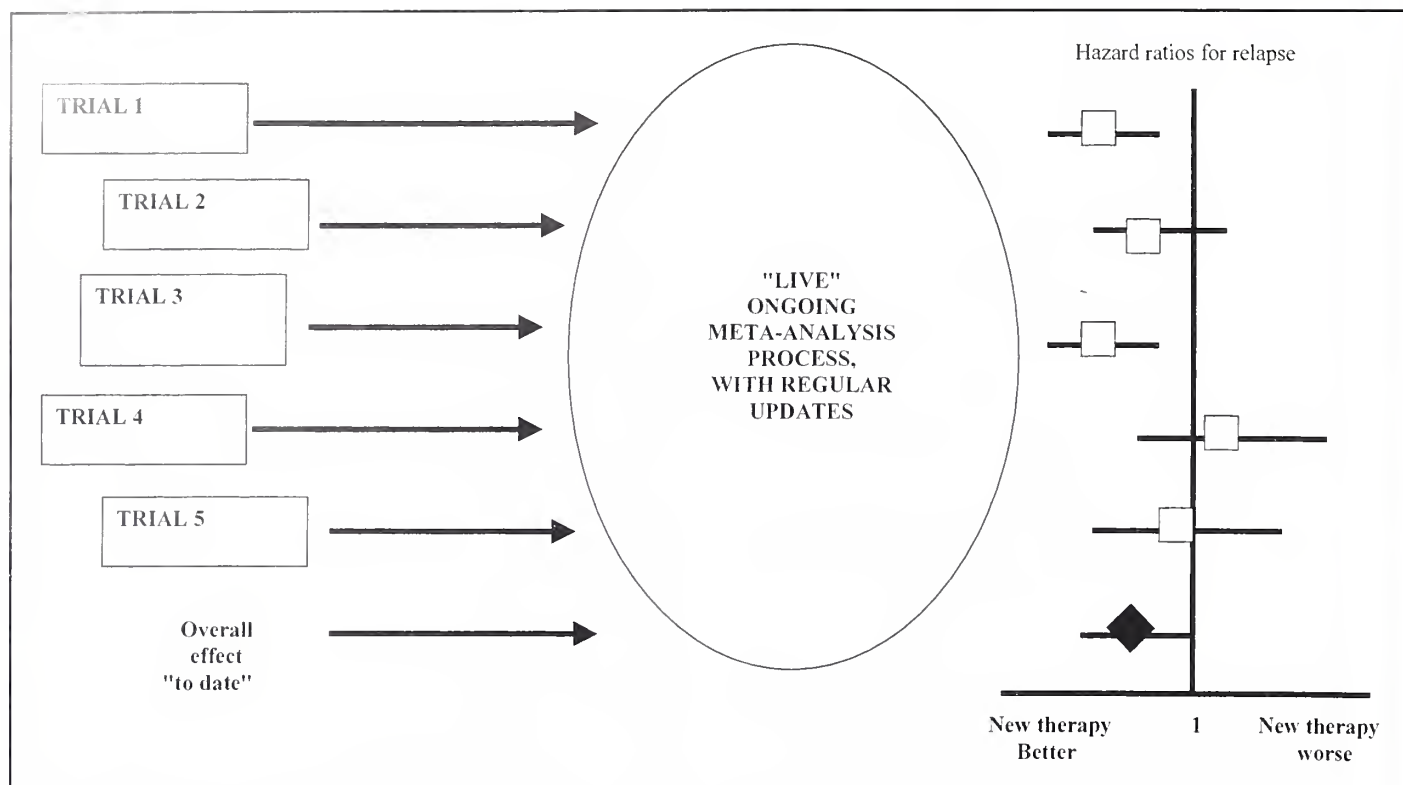 TRIAL 1
TRIAL 2
TRIAL 3
TRIAL 4
TRIAL 5
Overall
effect
"to date"
"LIVE"
ONGOING
META-ANALYSIS
PROCESS,
WITH REGULAR
UPDATES
Hazard ratios for relapse
New therapy
Better
1
New therapy
worse